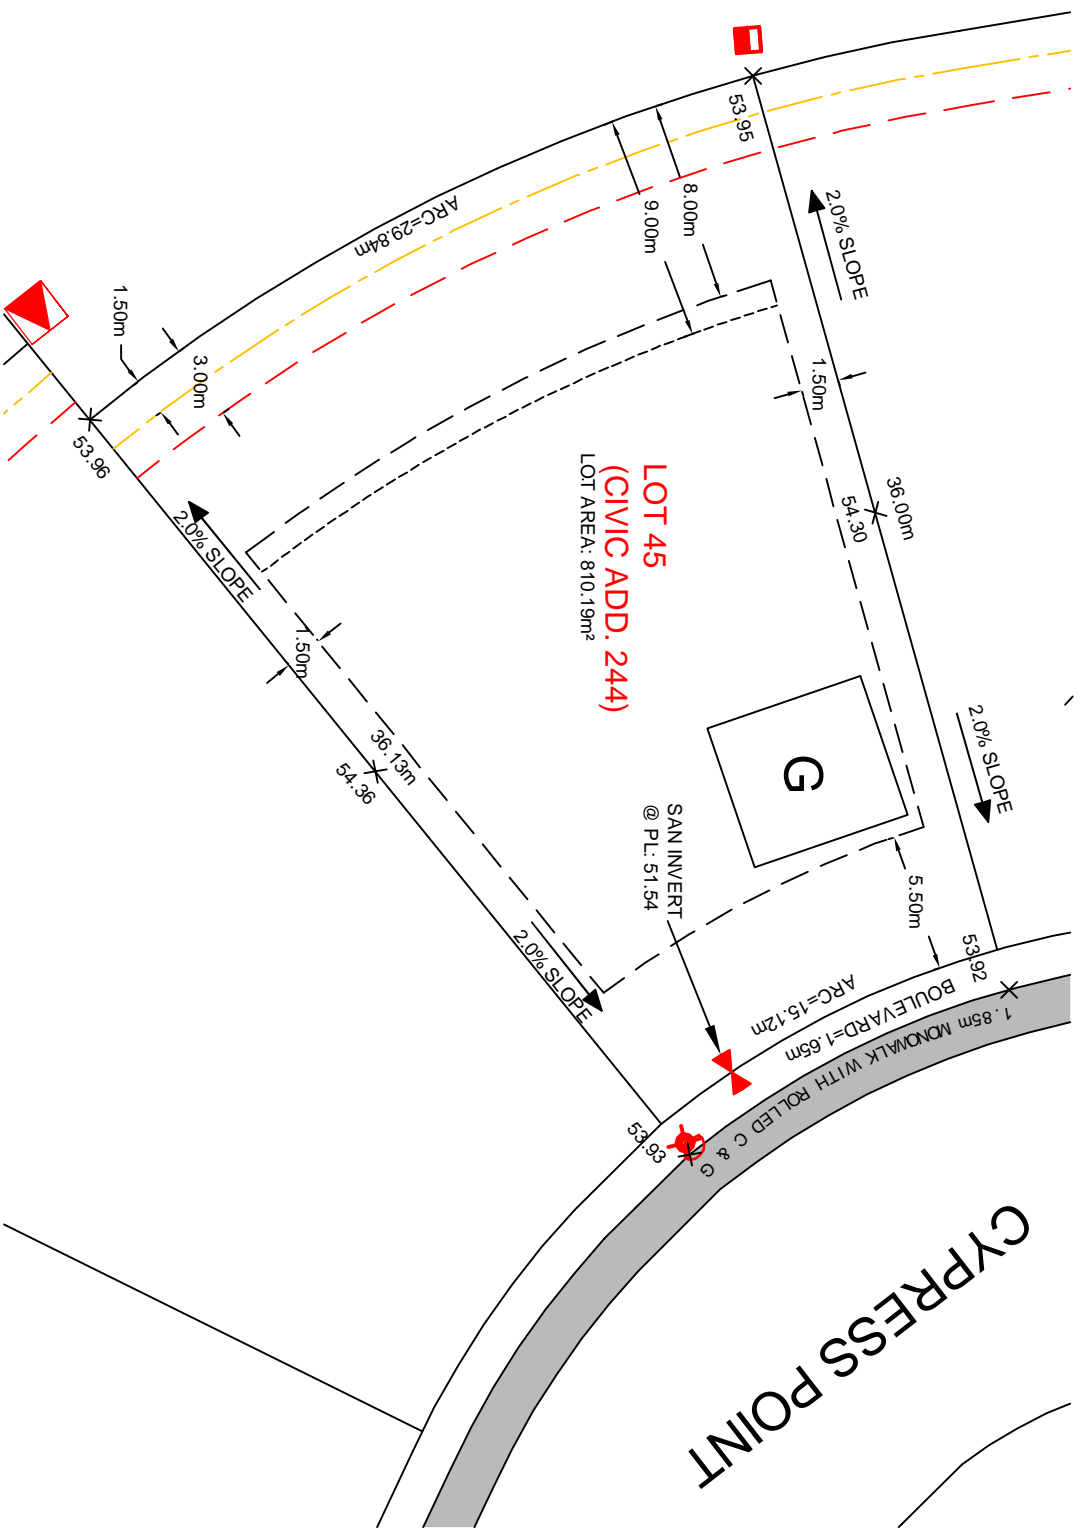 53.95
8.00m
9.00m
ARC=29.84m
2.0% SLOPE
1.50m
3.00m
53.96
1.50m
36.00m
54.30
LOT 45
(CIVIC ADD. 244)
LOT AREA: 810.19m²
2.0% SLOPE
1.50m
36.13m
54.36
G
2.0% SLOPE
SAN INVERT
@ PL: 51.54
5.50m
2.0% SLOPE
53.92
ARC=15.12m
BOULEVARD=1.65m
1.85m MONOWALK WITH ROLLED C & G
53.93
CYPRESS POINT